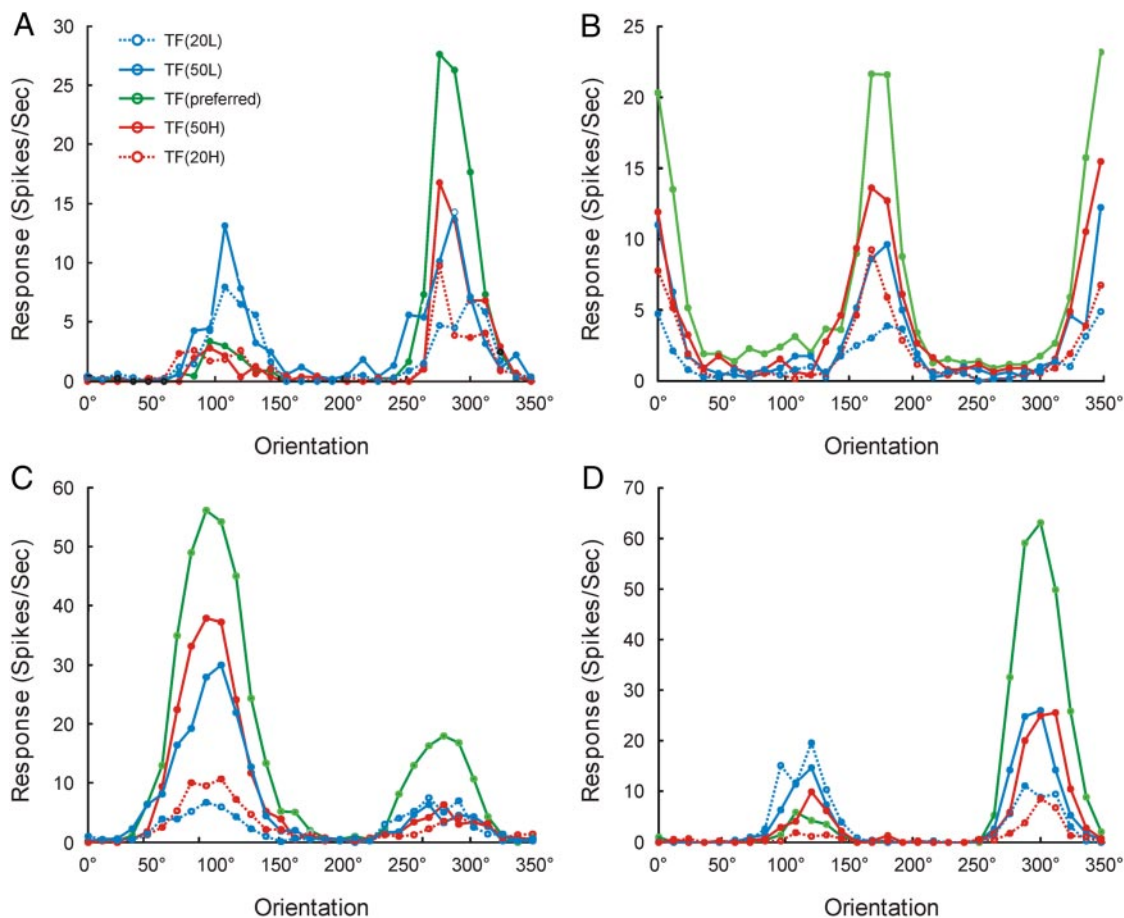 A
TF(20L)
TF(50L)
TF(preferred)
TF(50H)
TF(20H)
Response (Spikes/Sec)
30
25
20
15
10
5
0
0° 50° 100° 150° 200° 250° 300° 350°
Orientation
B
Response (Spikes/Sec)
25
20
15
10
5
0
0° 50° 100° 150° 200° 250° 300° 350°
Orientation
C
Response (Spikes/Sec)
60
50
40
30
20
10
0
0° 50° 100° 150° 200° 250° 300° 350°
Orientation
D
Response (Spikes/Sec)
70
60
50
40
30
20
10
0
0° 50° 100° 150° 200° 250° 300° 350°
Orientation